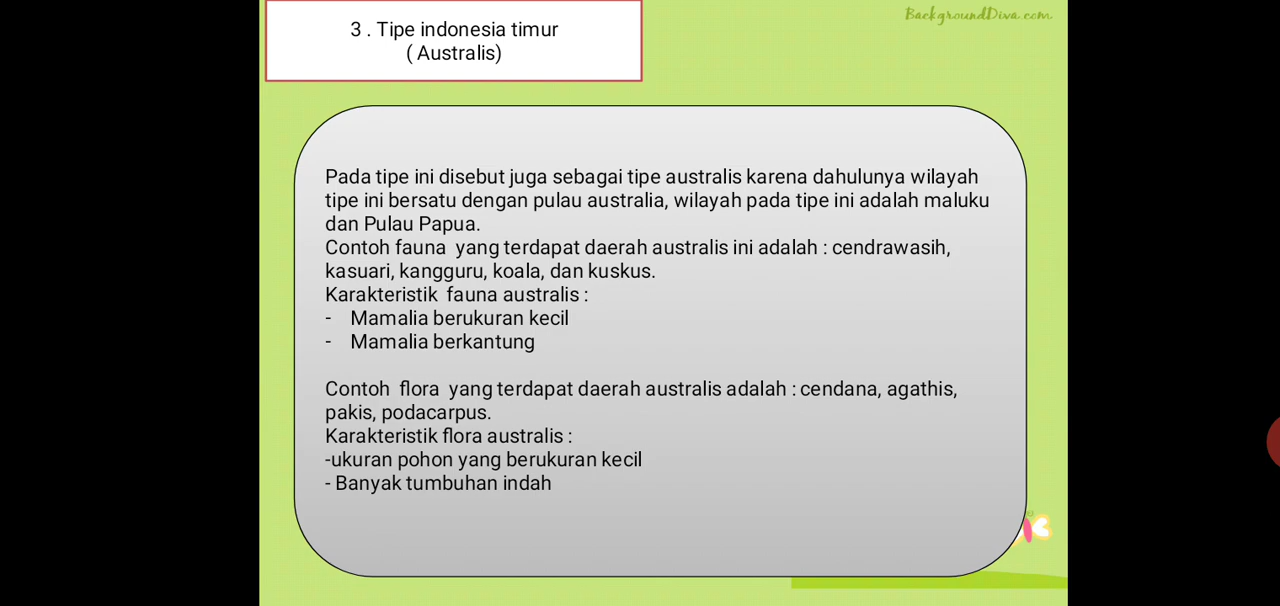 BackgroundDiva.com
3 . Tipe indonesia timur
( Australis)
Pada tipe ini disebut juga sebagai tipe australis karena dahulunya wilayah
tipe ini bersatu dengan pulau australia, wilayah pada tipe ini adalah maluku
dan Pulau Papua.
Contoh fauna  yang terdapat daerah australis ini adalah : cendrawasih,
kasuari, kangguru, koala, dan kuskus.
Karakteristik  fauna australis :
- Mamalia berukuran kecil
- Mamalia berkantung
Contoh  flora  yang terdapat daerah australis adalah : cendana, agathis,
pakis, podacarpus.
Karakteristik flora australis :
-ukuran pohon yang berukuran kecil
- Banyak tumbuhan indah